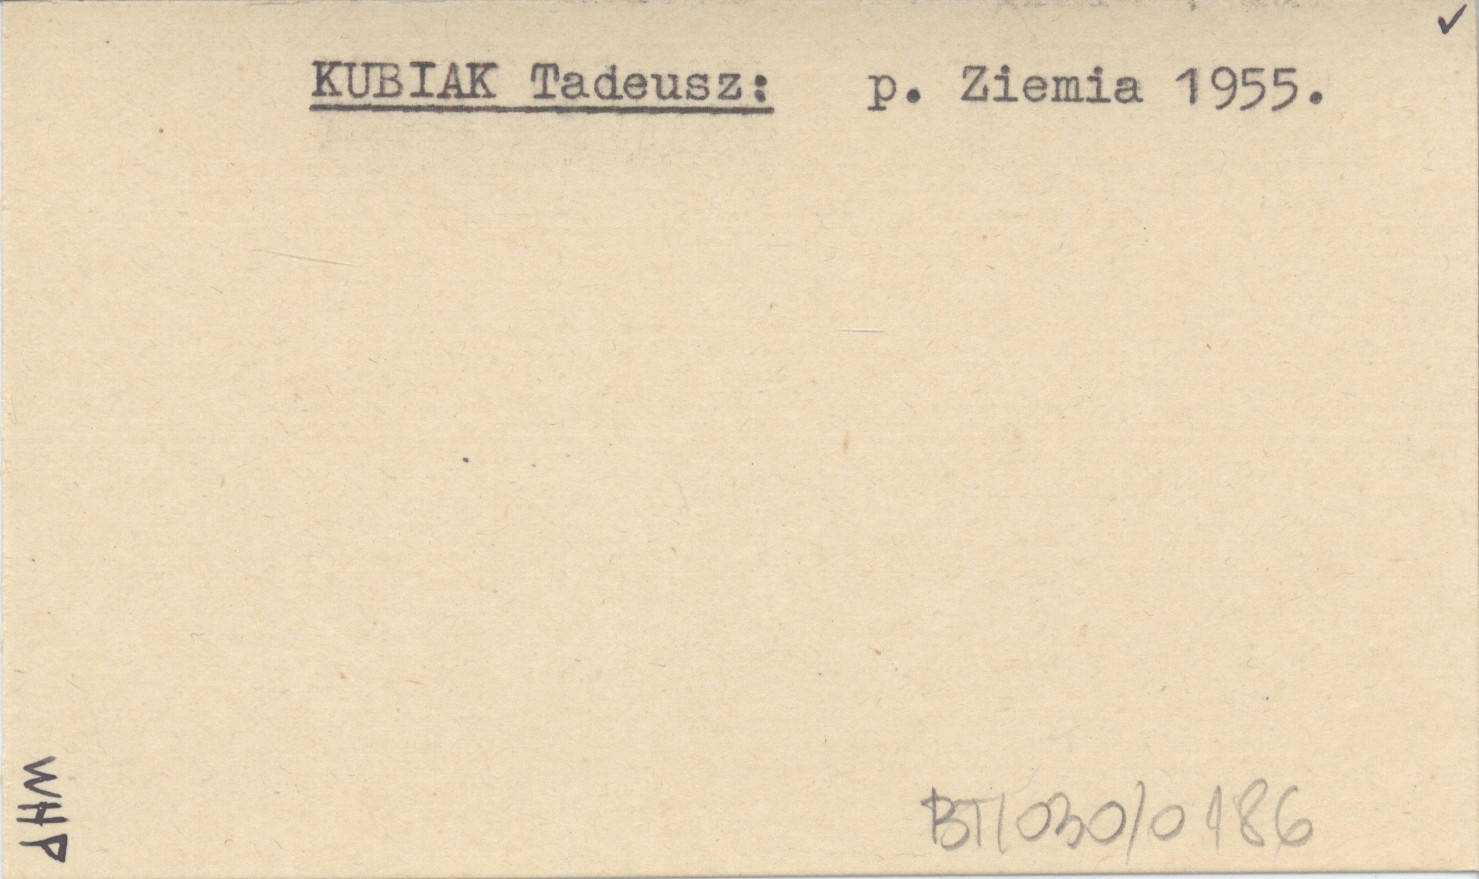 KUBIAK Tadeusz: p. Ziemia 1955.
WHP
BT/030/0186